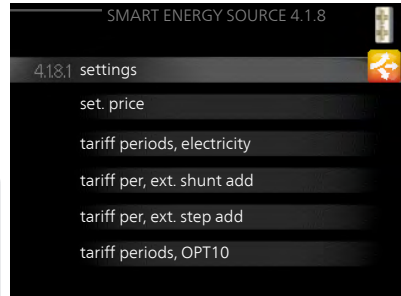 SMART ENERGY SOURCE 4.1.8
4.1.8.1 settings
set. price
tariff periods, electricity
tariff per, ext. shunt add
tariff per, ext. step add
tariff periods, OPT10